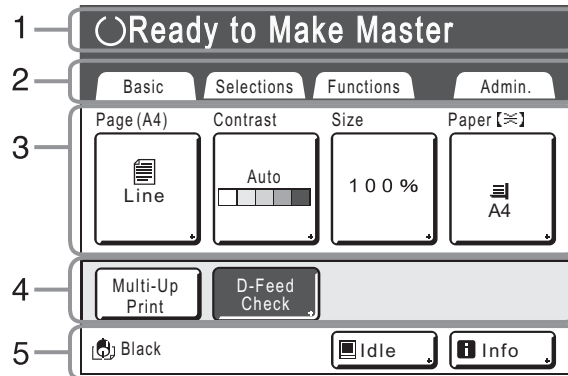 1
Ready to Make Master
2
Basic Selections Functions Admin.
3
Page (A4) Contrast Size Paper【※】
Line
Auto
100%
A4
4
Multi-Up
Print
D-Feed
Check
5
Black Idle i Info